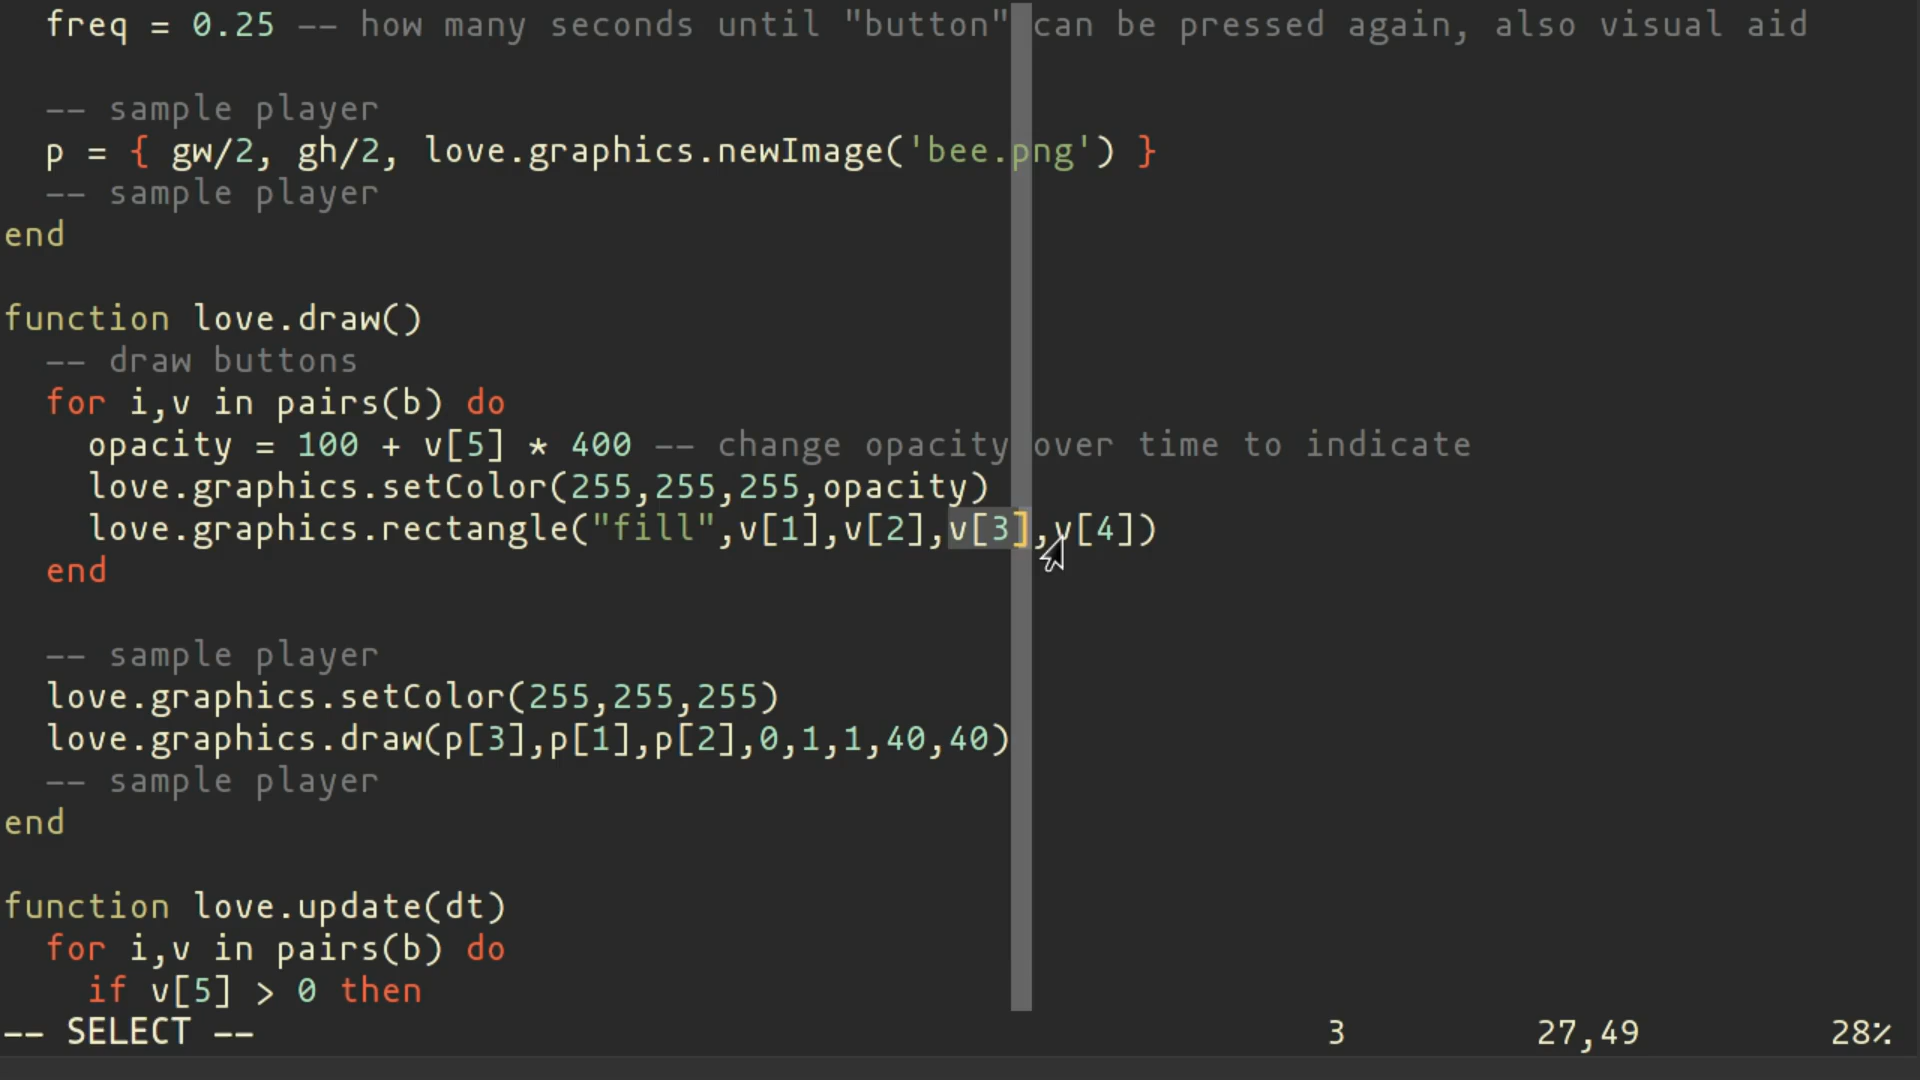 freq = 0.25 -- how many seconds until "button" can be pressed again, also visual aid
-- sample player
p = { gw/2, gh/2, love.graphics.newImage('bee.png') }
-- sample player
end
function love.draw()
-- draw buttons
for i,v in pairs(b) do
opacity = 100 + v[5] * 400 -- change opacity over time to indicate
love.graphics.setColor(255,255,255,opacity)
love.graphics.rectangle("fill",v[1],v[2],v[3],v[4])
end
-- sample player
love.graphics.setColor(255,255,255)
love.graphics.draw(p[3],p[1],p[2],0,1,1,40,40)
-- sample player
end
function love.update(dt)
for i,v in pairs(b) do
if v[5] > 0 then
-- SELECT -- 3 27,49 28%